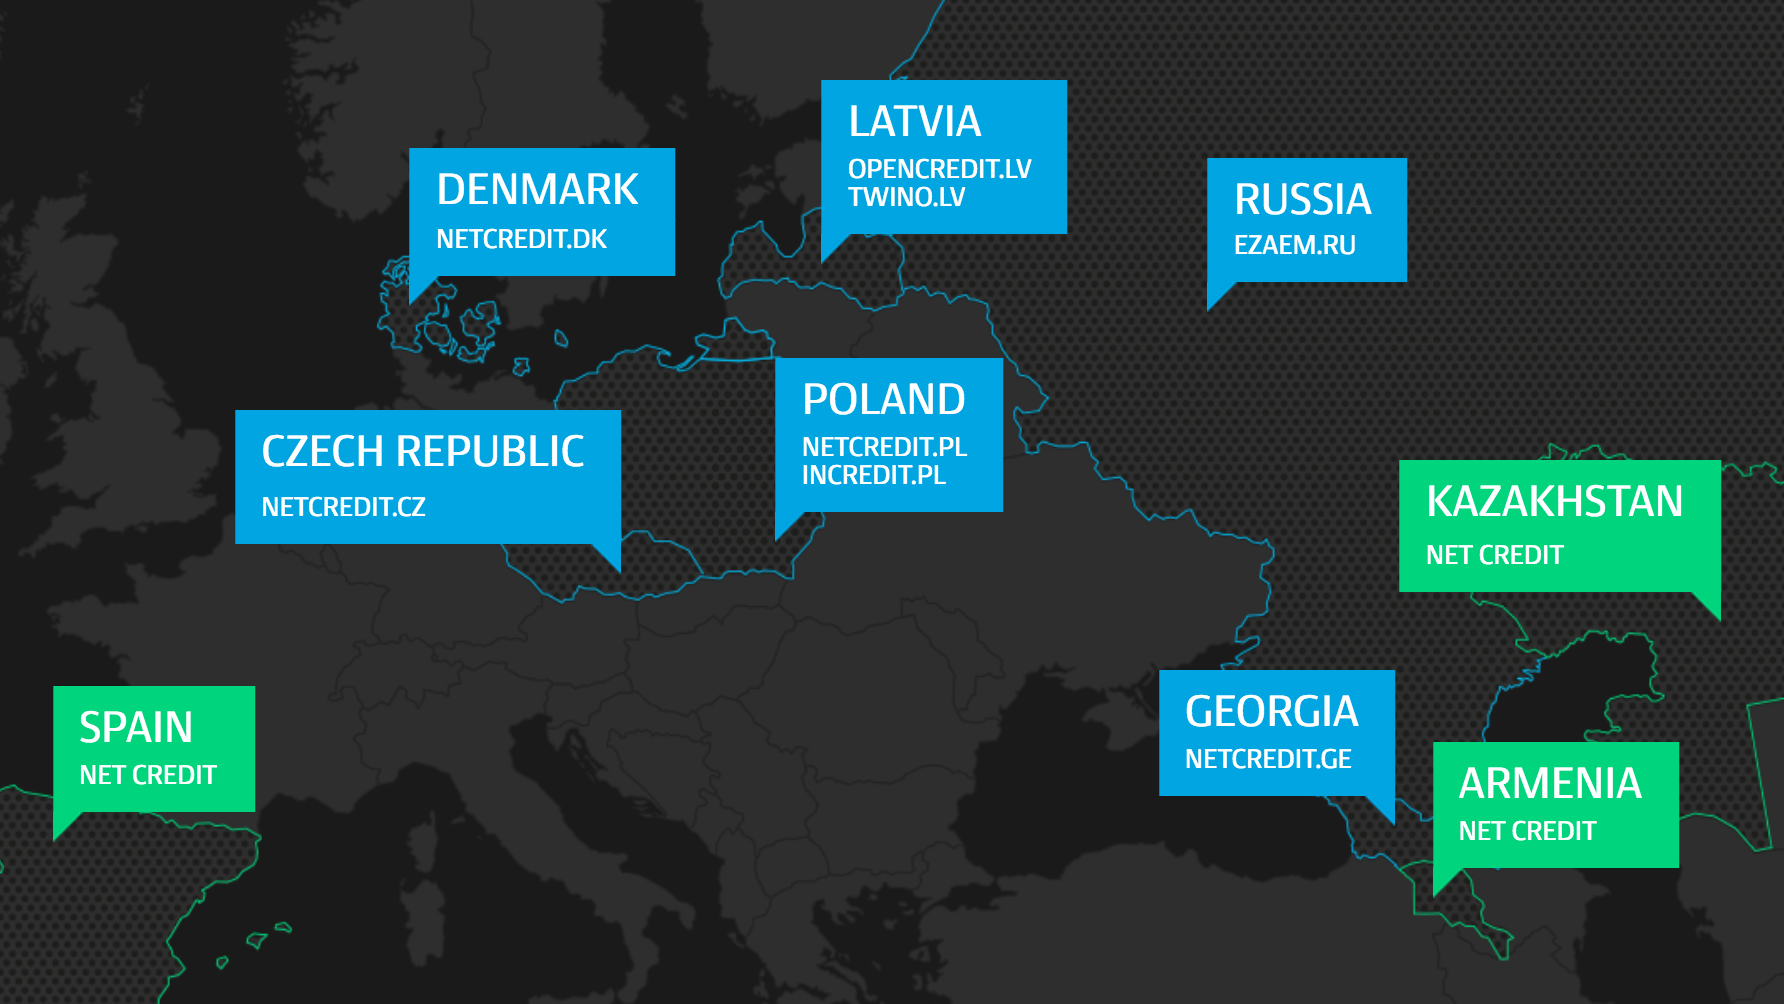 LATVIA
OPENCREDIT.LV
TWINO.LV
DENMARK
NETCREDIT.DK
RUSSIA
EZAEM.RU
POLAND
NETCREDIT.PL
INCREDIT.PL
CZECH REPUBLIC
NETCREDIT.CZ
KAZAKHSTAN
NET CREDIT
SPAIN
NET CREDIT
GEORGIA
NETCREDIT.GE
ARMENIA
NET CREDIT